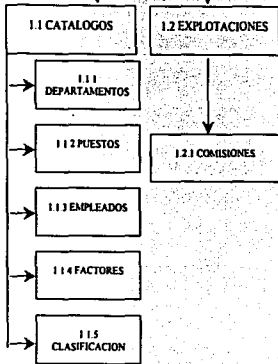 1.1 CATALOGOS
1.2 EXPLOTACIONES
1.1.1
DEPARTAMENTOS
1.1.2 PUESTOS
1.2.1 COMISIONES
1.1.3 EMPLEADOS
1.1.4 FACTORES
1.1.5
CLASIFICACION